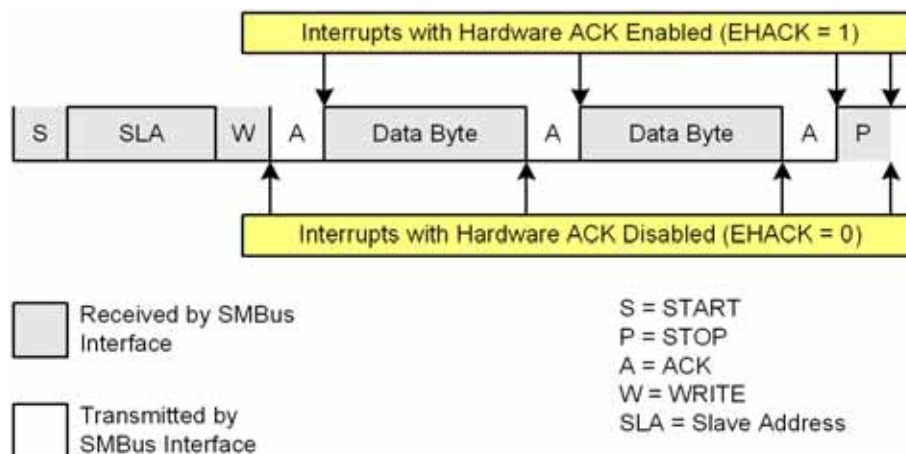 Interrupts with Hardware ACK Enabled (EHACK = 1)
S SLA W A Data Byte A Data Byte A P
Interrupts with Hardware ACK Disabled (EHACK = 0)
Received by SMBus
Interface
Transmitted by
SMBus Interface
S = START
P = STOP
A = ACK
W = WRITE
SLA = Slave Address